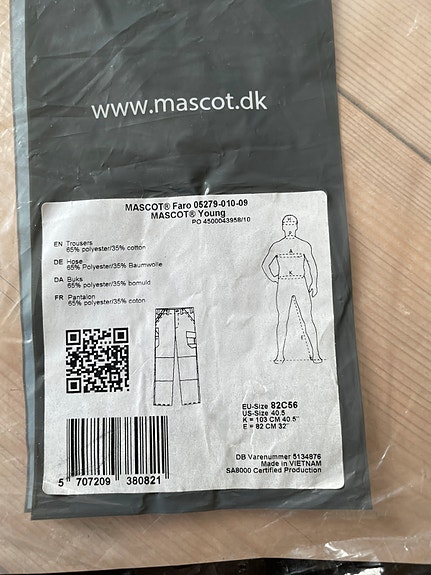 www.mascot.dk
MASCOT® Faro 05279-010-09
MASCOT® Young
PO 4500043958/10
EN Trousers
65% polyester/35% cotton
DE Hose
65% Polyester/35% Baumwolle
DA Buks
65% polyester/35% bomuld
FR Pantalon
65% polyester/35% coton
H
P
A
K
E
EU-Size 82C56
US-Size 40.5
K = 103 CM 40.5"
E = 82 CM 32"
DB Varenummer 5134876
Made in VIETNAM
SA8000 Certified Production
5 707209 380821